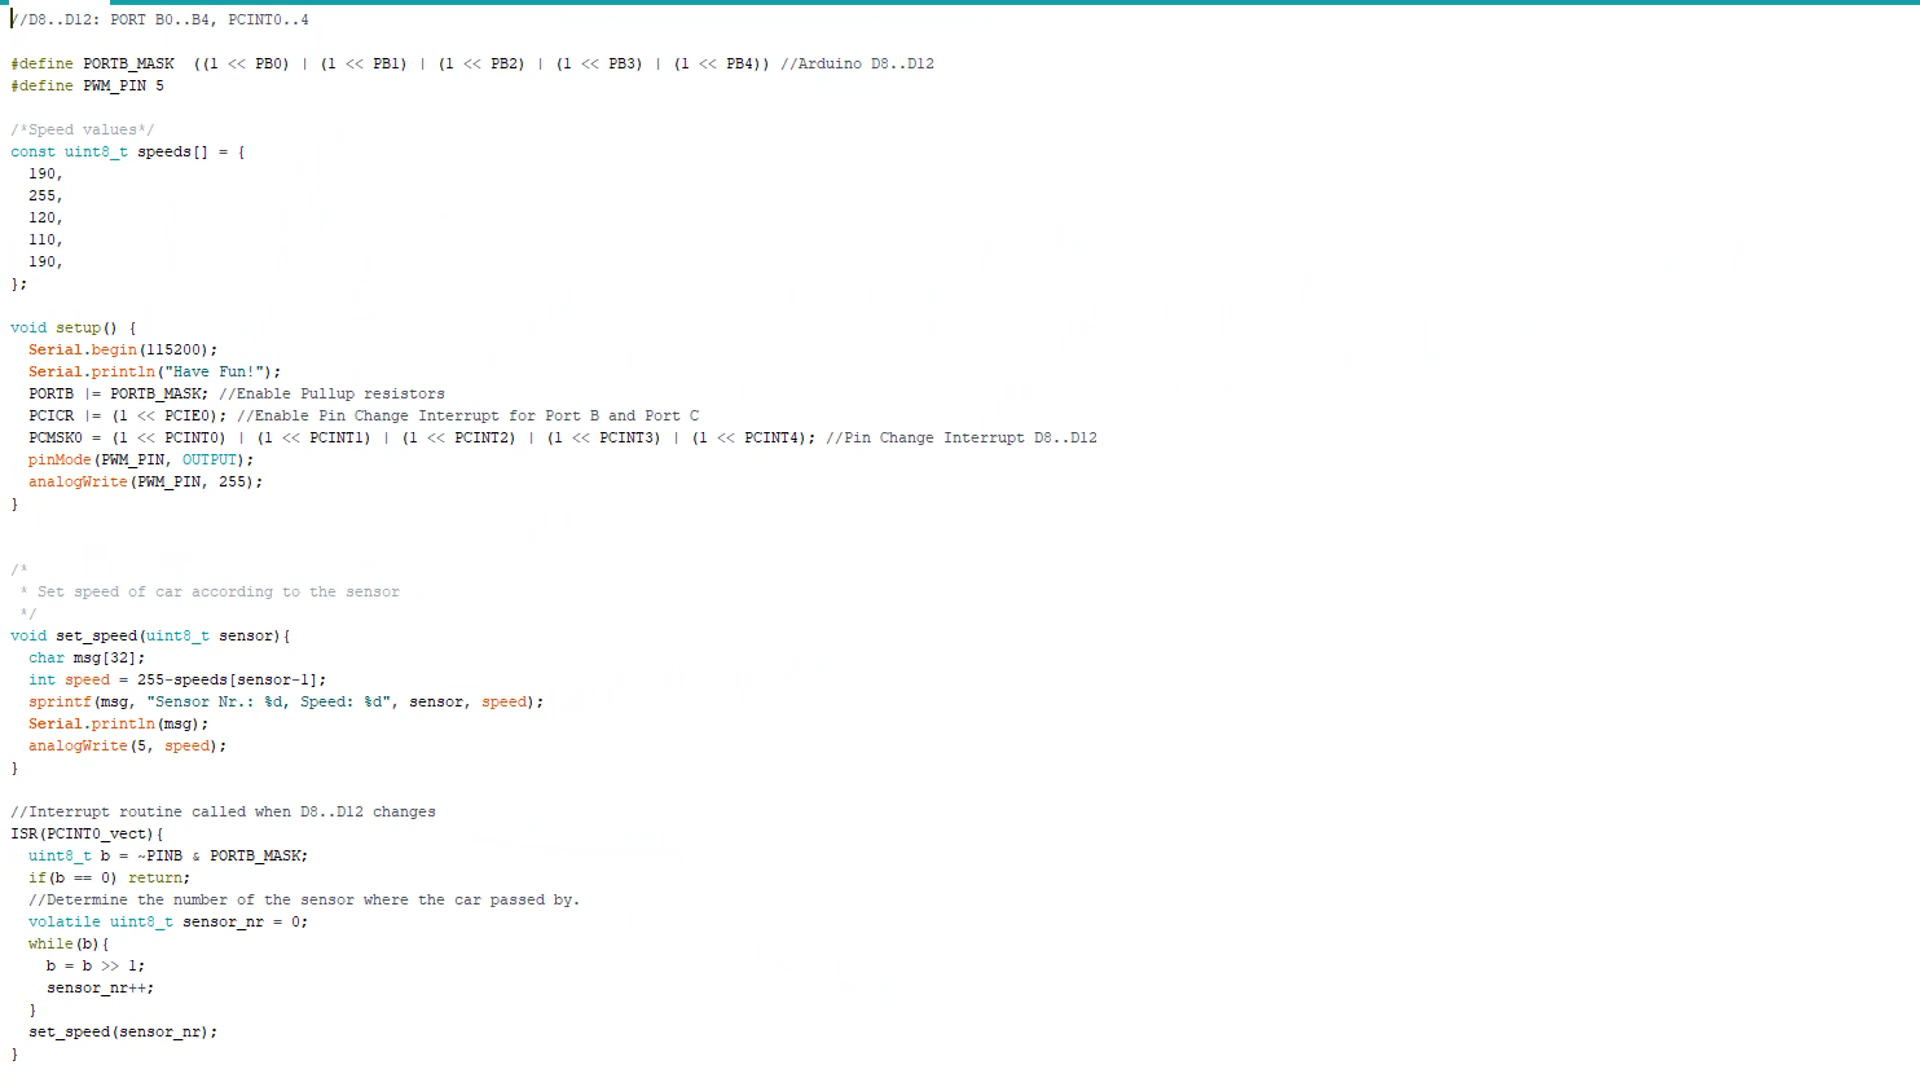 //D8..D12: PORT B0..B4, PCINT0..4
#define PORTB_MASK  ((1 << PB0) | (1 << PB1) | (1 << PB2) | (1 << PB3) | (1 << PB4)) //Arduino D8..D12
#define PWM_PIN 5
/*Speed values*/
const uint8_t speeds[] = {
  190,
  255,
  120,
  110,
  190,
};
void setup() {
  Serial.begin(115200);
  Serial.println("Have Fun!");
  PORTB |= PORTB_MASK; //Enable Pullup resistors
  PCICR |= (1 << PCIE0); //Enable Pin Change Interrupt for Port B and Port C
  PCMSK0 = (1 << PCINT0) | (1 << PCINT1) | (1 << PCINT2) | (1 << PCINT3) | (1 << PCINT4); //Pin Change Interrupt D8..D12
  pinMode(PWM_PIN, OUTPUT);
  analogWrite(PWM_PIN, 255);
}
/*
 * Set speed of car according to the sensor
 */
void set_speed(uint8_t sensor){
  char msg[32];
  int speed = 255-speeds[sensor-1];
  sprintf(msg, "Sensor Nr.: %d, Speed: %d", sensor, speed);
  Serial.println(msg);
  analogWrite(5, speed);
}
//Interrupt routine called when D8..D12 changes
ISR(PCINT0_vect){
  uint8_t b = ~PINB & PORTB_MASK;
  if(b == 0) return;
  //Determine the number of the sensor where the car passed by.
  volatile uint8_t sensor_nr = 0;
  while(b){
    b = b >> 1;
    sensor_nr++;
  }
  set_speed(sensor_nr);
}